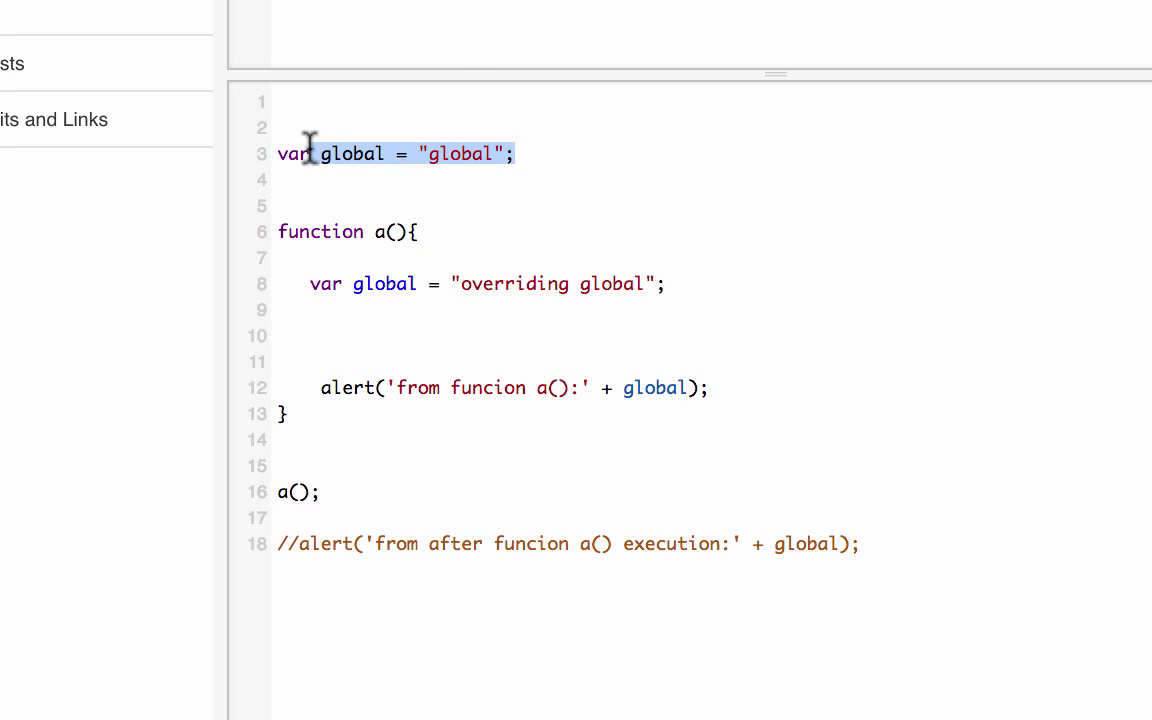 sts
its and Links
1
2
3 var global = "global";
4
5
6 function a(){
7
8 var global = "overriding global";
9
10
11
12 alert('from funcion a():' + global);
13 }
14
15
16 a();
17
18 //alert('from after funcion a() execution:' + global);